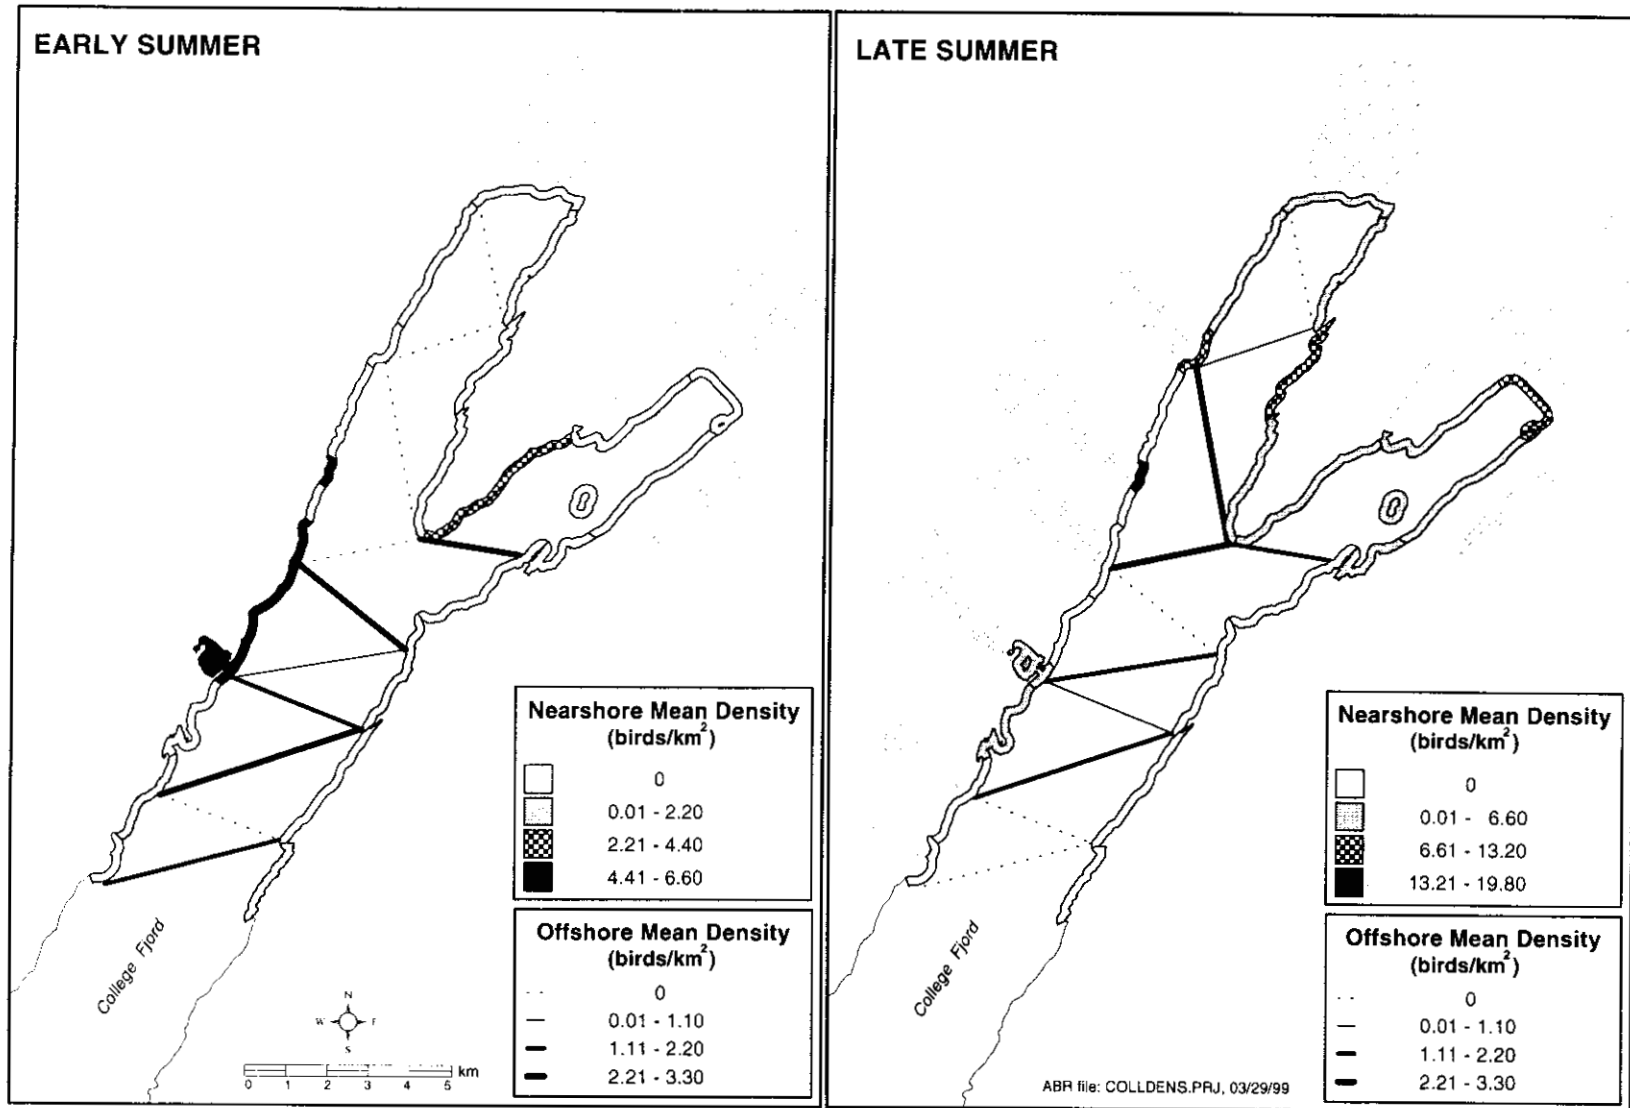 EARLY SUMMER
Nearshore Mean Density
(birds/km²)
0
0.01 - 2.20
2.21 - 4.40
4.41 - 6.60
Offshore Mean Density
(birds/km²)
0
0.01 - 1.10
1.11 - 2.20
2.21 - 3.30
College Fjord
N
W E
S
0 1 2 3 4 5 km
LATE SUMMER
Nearshore Mean Density
(birds/km²)
0
0.01 - 6.60
6.61 - 13.20
13.21 - 19.80
Offshore Mean Density
(birds/km²)
0
0.01 - 1.10
1.11 - 2.20
2.21 - 3.30
College Fjord
ABR file: COLLDENS.PRJ, 03/29/99